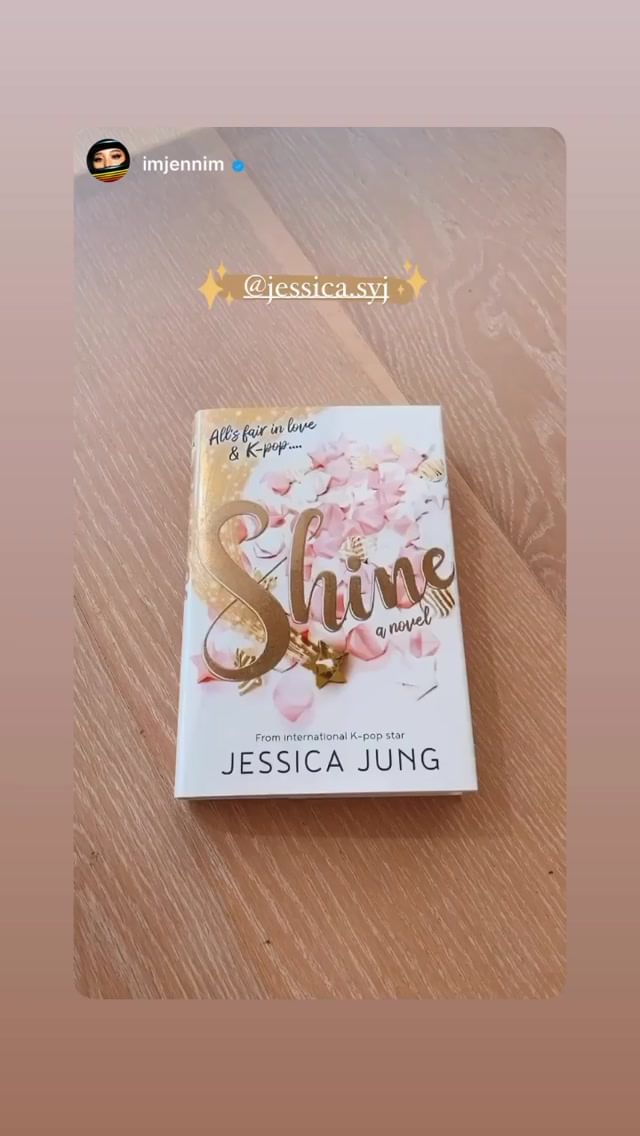 imjennim
@jessica.syj
All's fair in love
& K-pop....
Shine
a novel
From international K-pop star
JESSICA JUNG